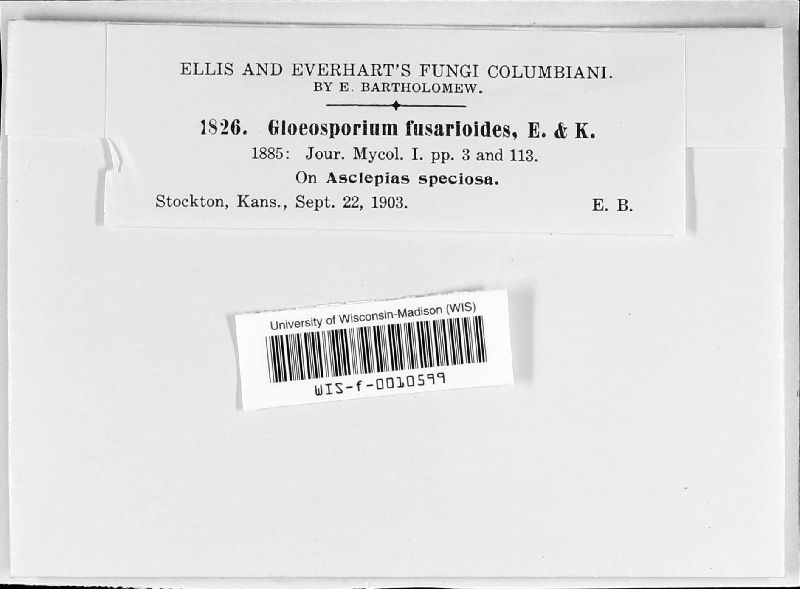 ELLIS AND EVERHART'S FUNGI COLUMBIANI.
BY E. BARTHOLOMEW.
1826. Gloeosporium fusarioides, E. & K.
1885: Jour. Mycol. I. pp. 3 and 113.
On Asclepias speciosa.
Stockton, Kans., Sept. 22, 1903. E. B.
University of Wisconsin-Madison (WIS)
WIS-f-0010599